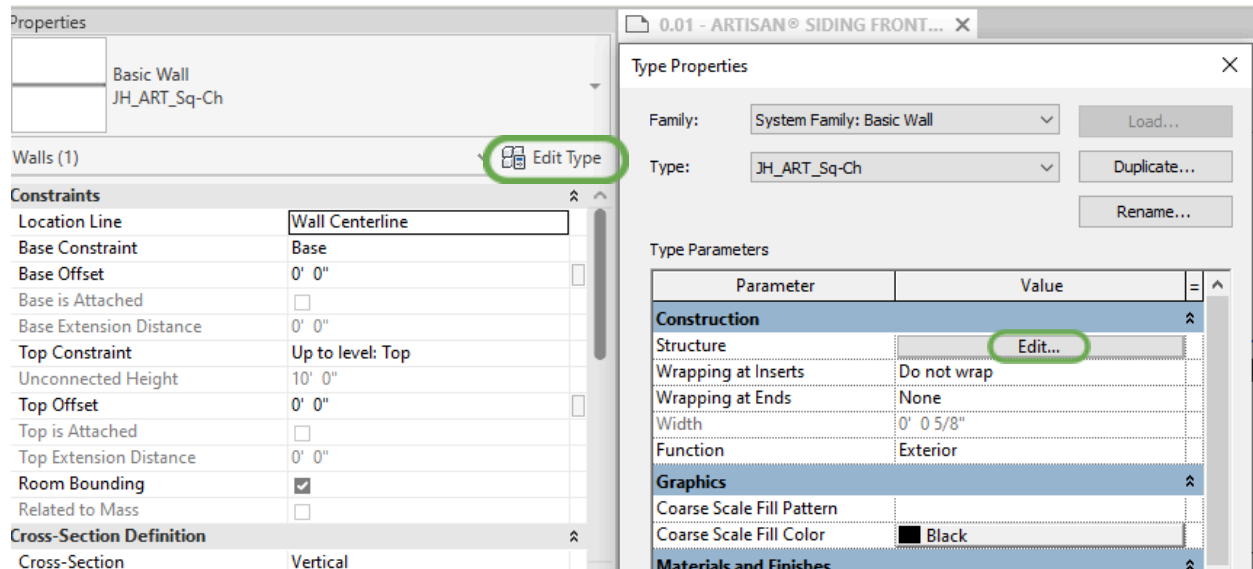 Properties
Basic Wall
JH_ART_Sq-Ch
Walls (1)
Edit Type
Constraints
Location Line Wall Centerline
Base Constraint Base
Base Offset 0' 0"
Base is Attached
Base Extension Distance 0' 0"
Top Constraint Up to level: Top
Unconnected Height 10' 0"
Top Offset 0' 0"
Top is Attached
Top Extension Distance 0' 0"
Room Bounding
Related to Mass
Cross-Section Definition
Cross-Section Vertical
0.01 - ARTISAN® SIDING FRONT...
Type Properties
Family: System Family: Basic Wall Load...
Type: JH_ART_Sq-Ch Duplicate...
Rename...
Type Parameters
Parameter Value =
Construction
Structure Edit...
Wrapping at Inserts Do not wrap
Wrapping at Ends None
Width 0' 0 5/8"
Function Exterior
Graphics
Coarse Scale Fill Pattern
Coarse Scale Fill Color Black
Materials and Finishes